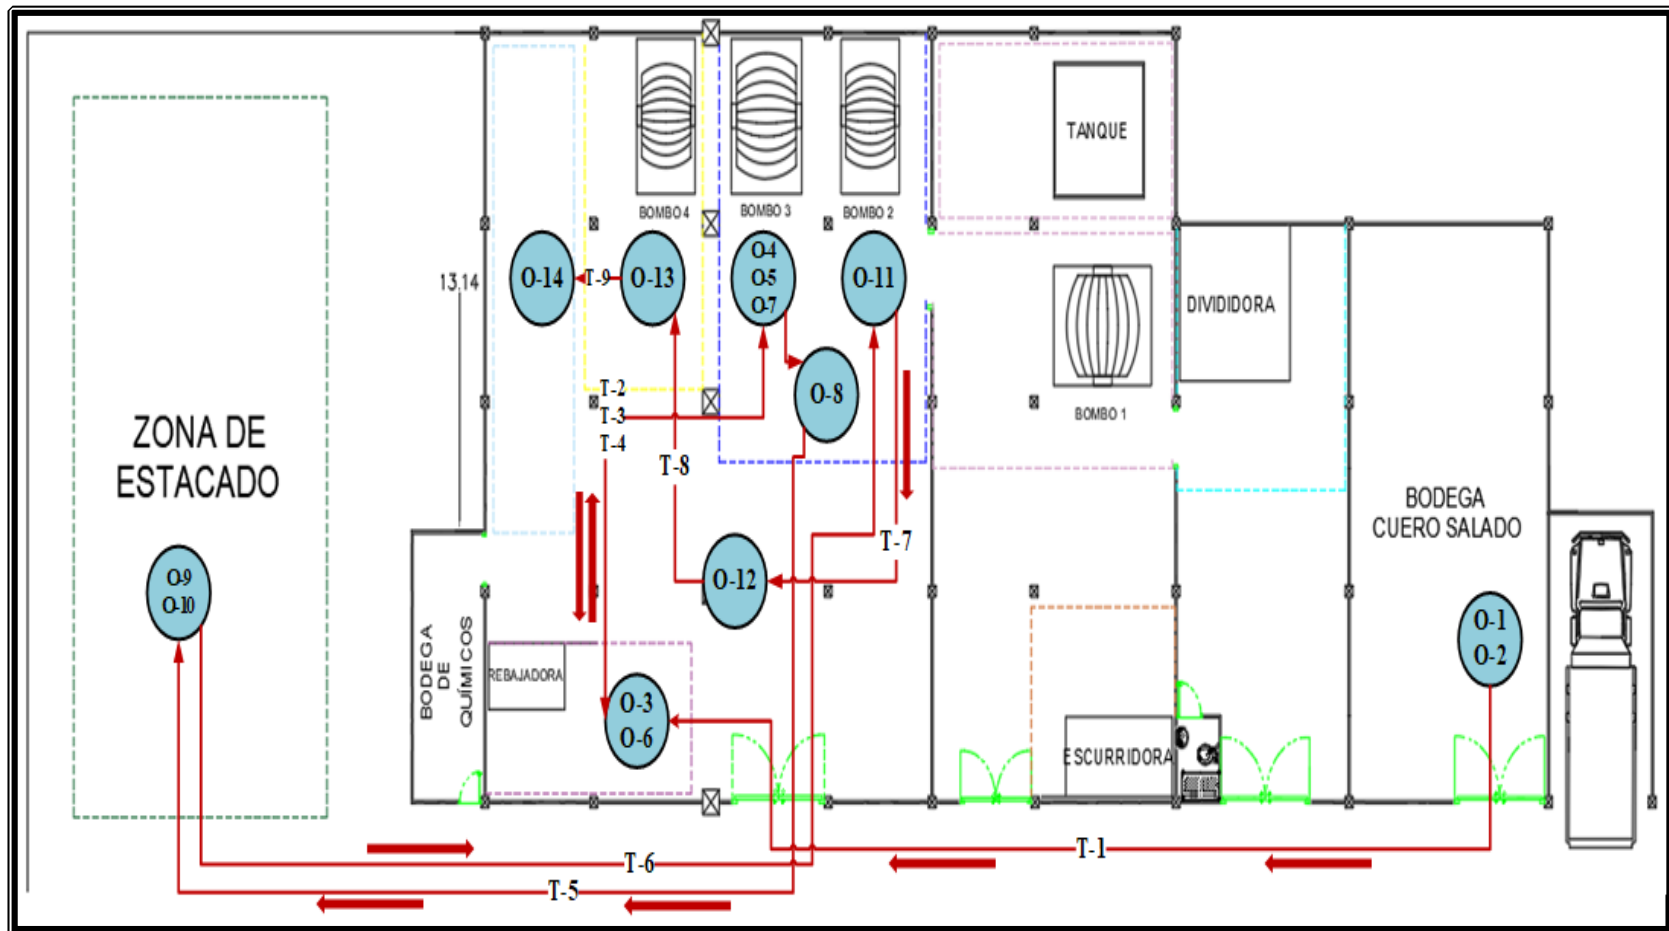 TANQUE
BOMBO 4
BOMBO 3
BOMBO 2
O-14
T-9
O-13
O-4
O-5
O-7
O-11
13,14
DIVIDIDORA
BOMBO 1
O-8
T-2
T-3
T-4
T-8
ZONA DE
ESTACADO
BODEGA
CUERO SALADO
T-7
O-9
O-10
O-12
O-1
O-2
BODEGA
DE
QUÍMICOS
REBAJADORA
O-3
O-6
ESCURRIDORA
T-1
T-6
T-5